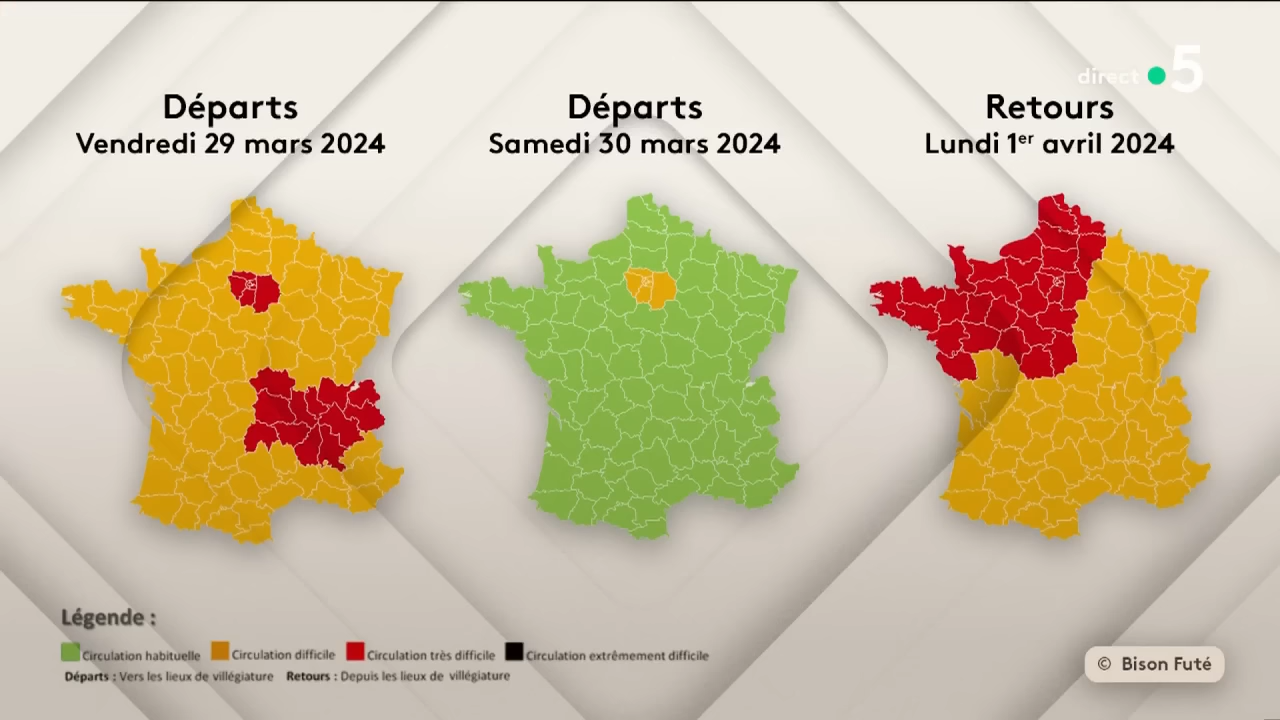 direct 5
Départs
Vendredi 29 mars 2024
Départs
Samedi 30 mars 2024
Retours
Lundi 1er avril 2024
Légende :
Circulation habituelle Circulation difficile Circulation très difficile Circulation extrêmement difficile
Départs : Vers les lieux de villégiature Retours : Depuis les lieux de villégiature
© Bison Futé